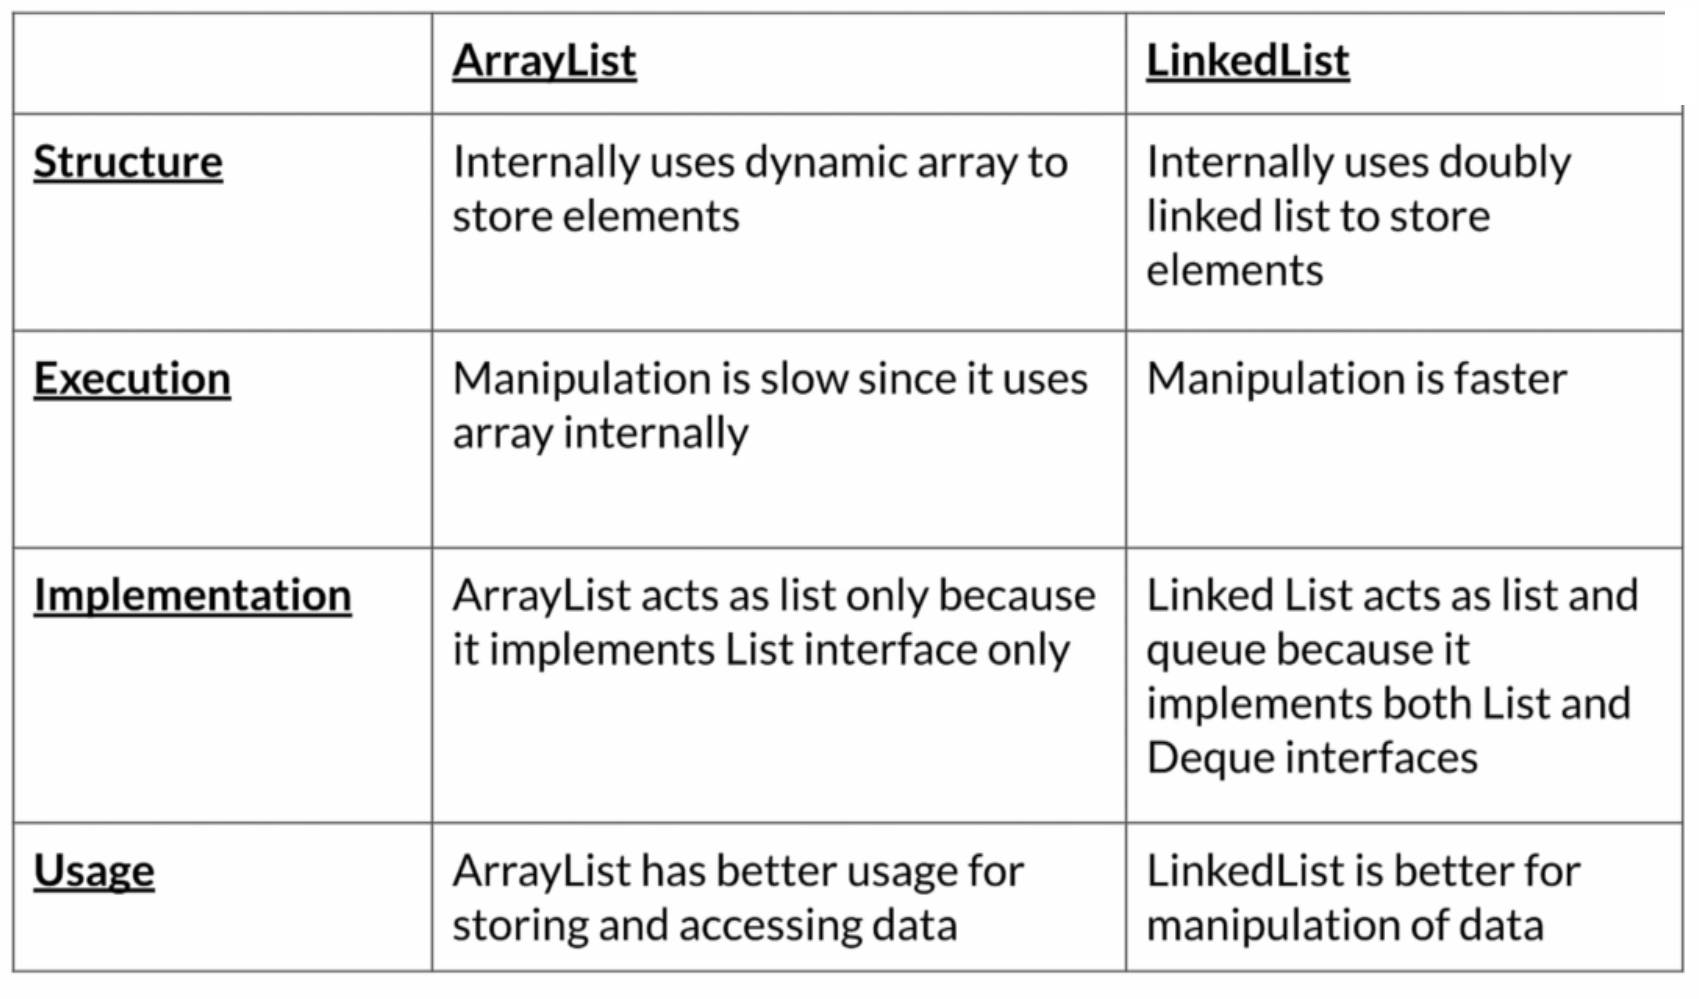 ArrayList
LinkedList
Structure
Internally uses dynamic array to
store elements
Internally uses doubly
linked list to store
elements
Execution
Manipulation is slow since it uses
array internally
Manipulation is faster
Implementation
ArrayList acts as list only because
it implements List interface only
Linked List acts as list and
queue because it
implements both List and
Deque interfaces
Usage
ArrayList has better usage for
storing and accessing data
LinkedList is better for
manipulation of data